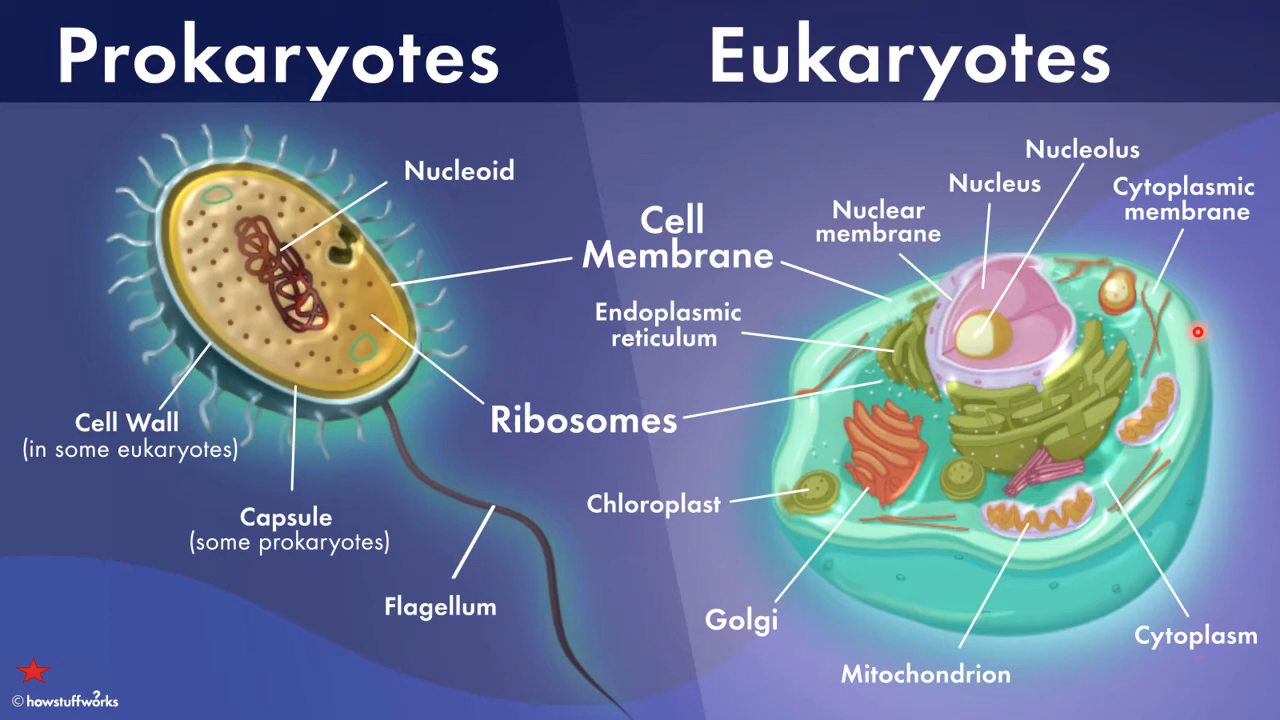 Prokaryotes
Eukaryotes
Nucleoid
Cell
Membrane
Ribosomes
Cell Wall
(in some eukaryotes)
Capsule
(some prokaryotes)
Flagellum
Nucleolus
Nucleus
Nuclear
membrane
Cytoplasmic
membrane
Endoplasmic
reticulum
Chloroplast
Golgi
Mitochondrion
Cytoplasm
© howstuffworks